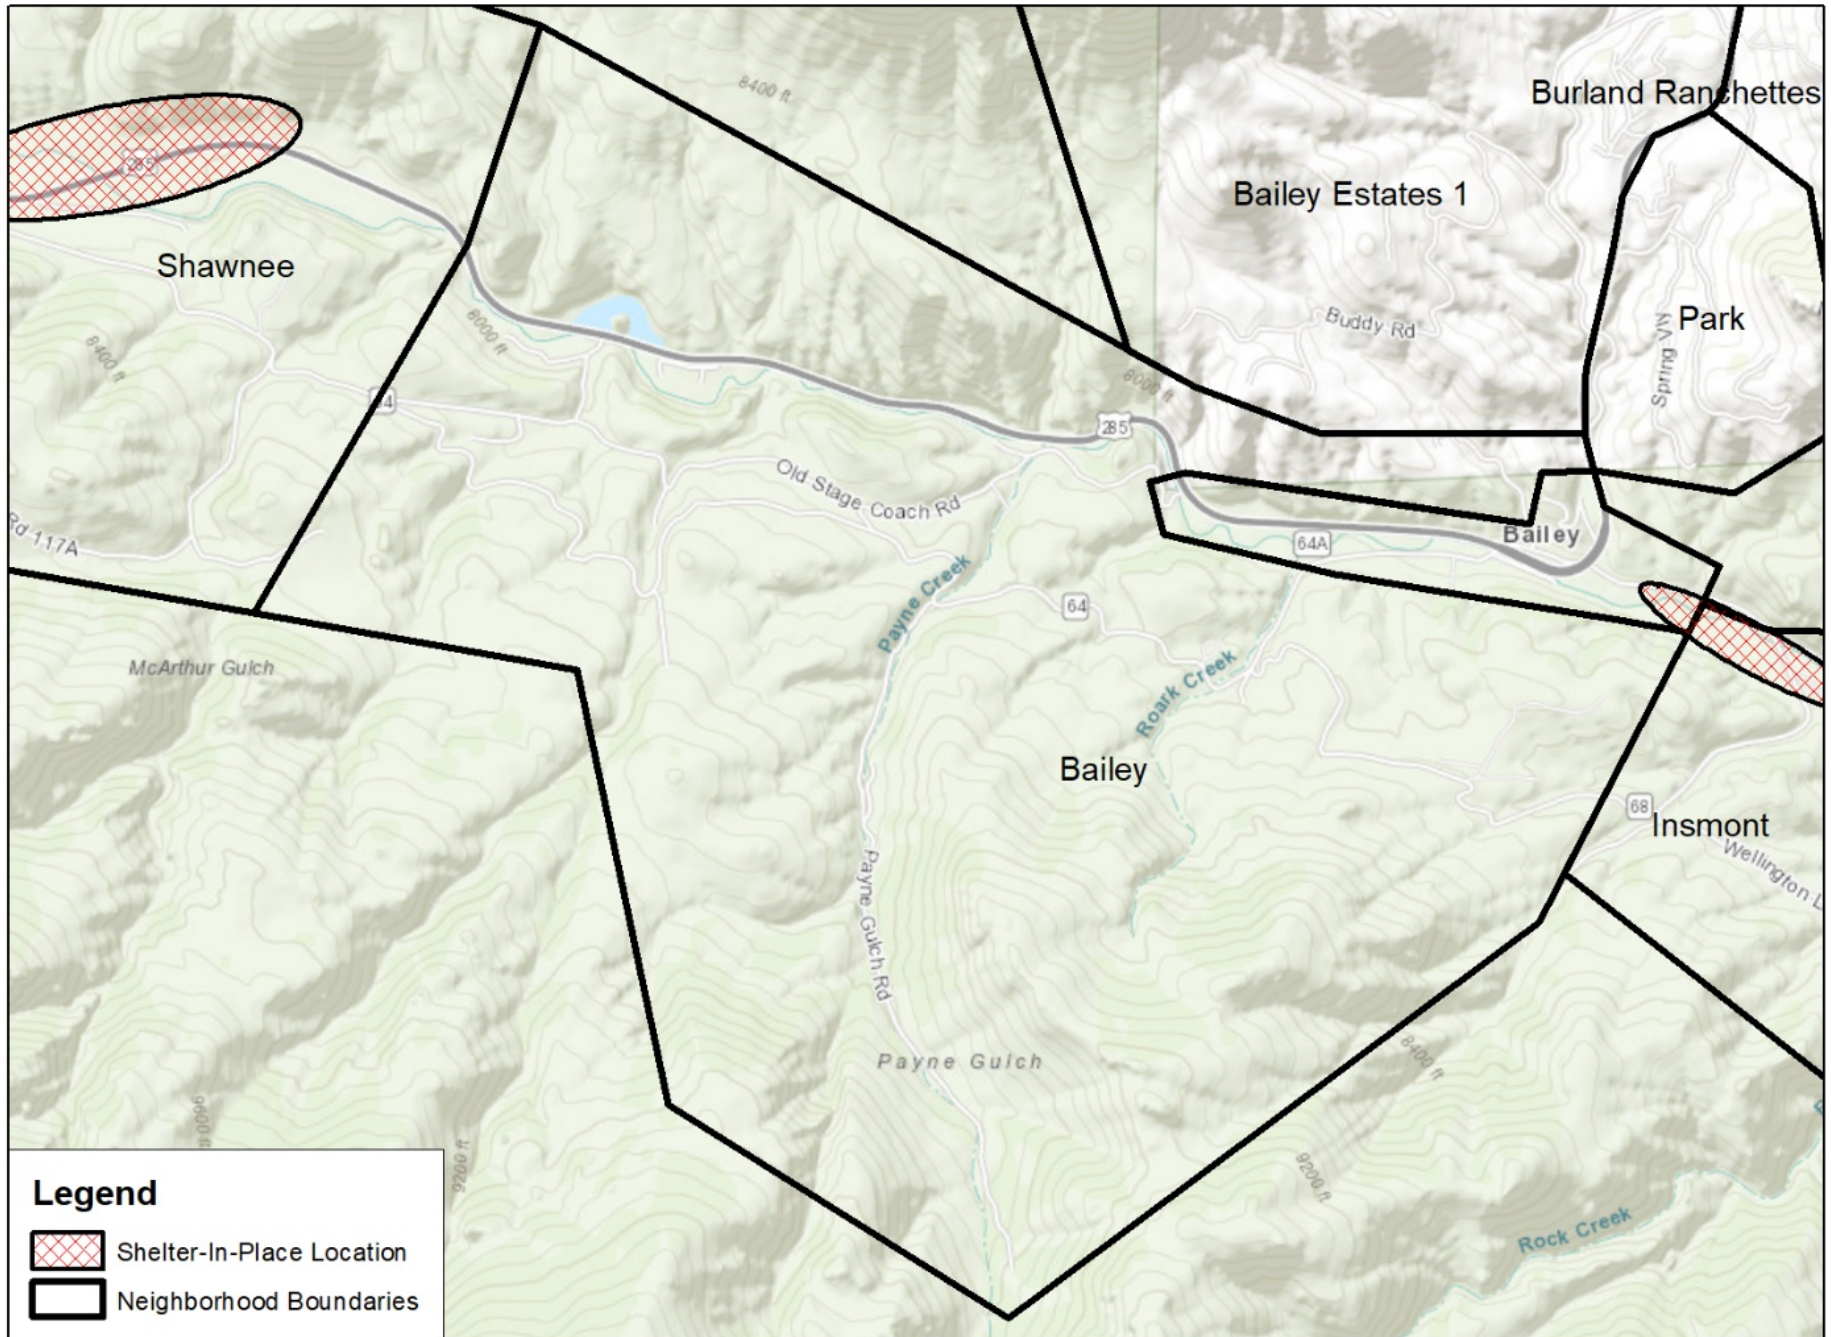 8400 ft
Burland Ranchettes
285
Bailey Estates 1
Shawnee
8000 ft
Buddy Rd
Park
8400 ft
8000 ft
Spring Vly
64
285
Old Stage Coach Rd
Rd 117A
64A
Bailey
Payne Creek
64
McArthur Gulch
Roark Creek
Bailey
68
Insmont
Wellington L
Payne Gulch Rd
Payne Gulch
8400 ft
9600 ft
9200 ft
9200 ft
Rock Creek
Legend
Shelter-In-Place Location
Neighborhood Boundaries